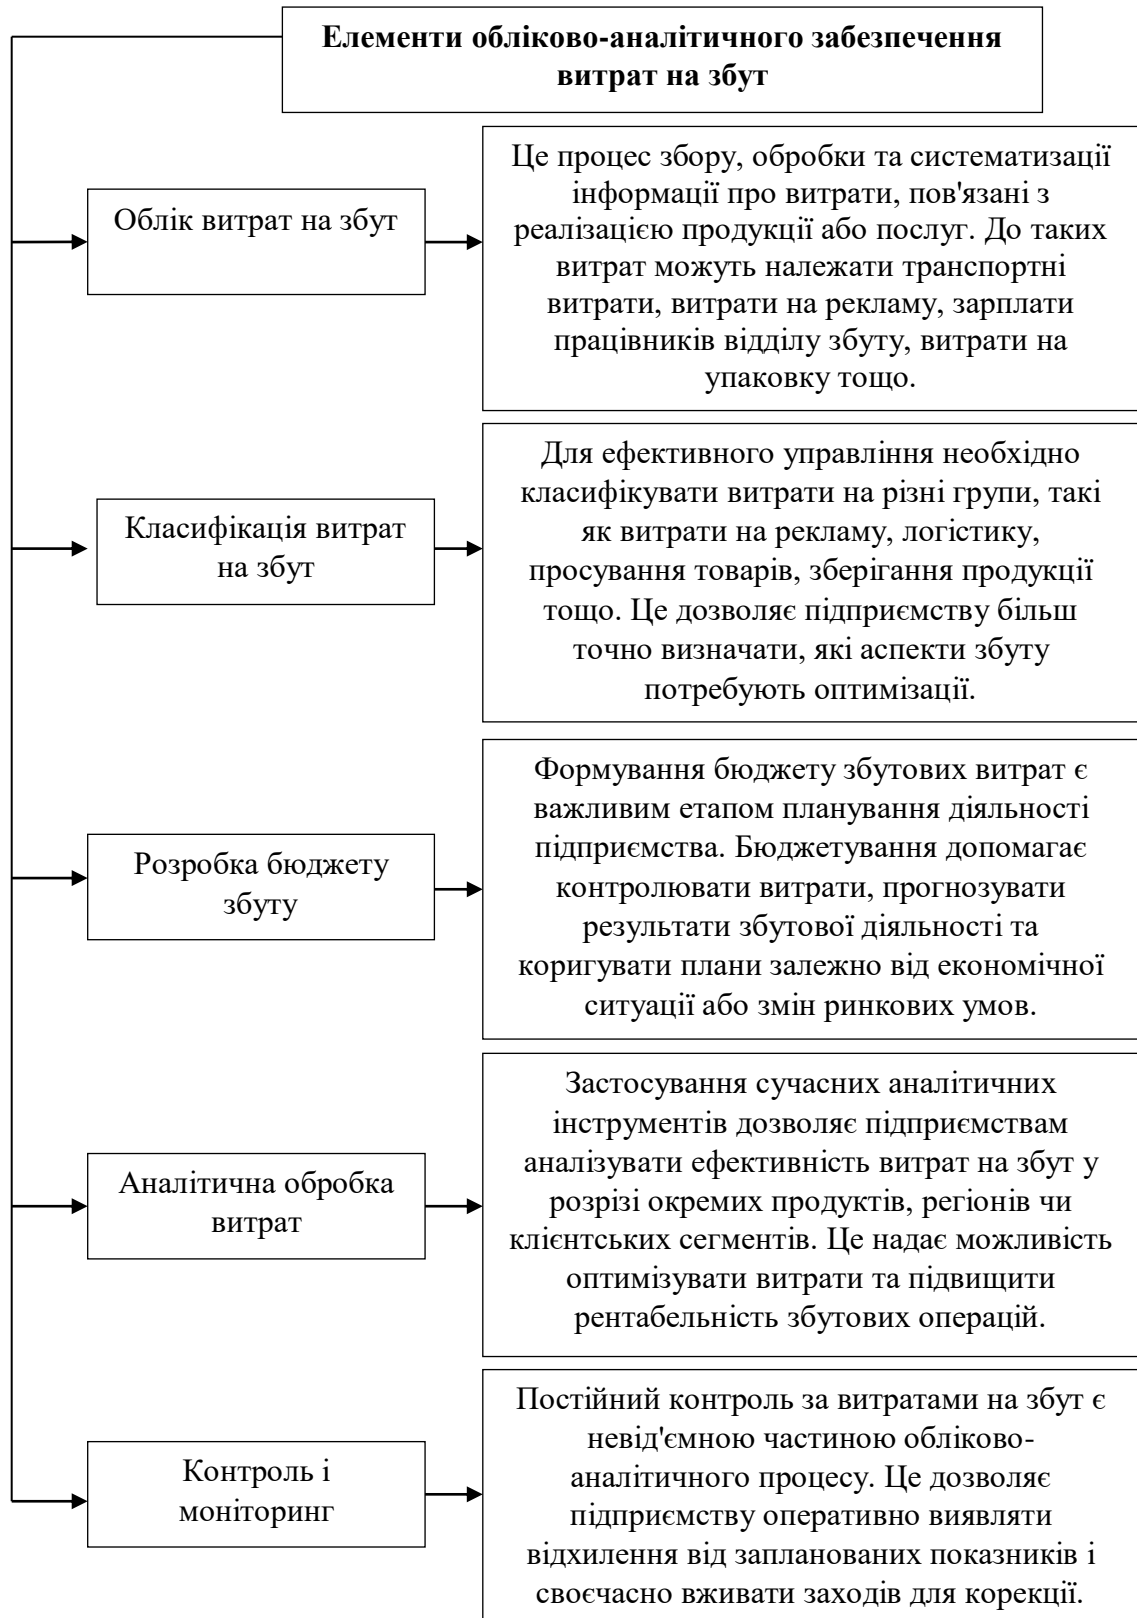 Елементи обліково-аналітичного забезпечення
витрат на збут
Облік витрат на збут
Це процес збору, обробки та систематизації
інформації про витрати, пов'язані з
реалізацією продукції або послуг. До таких
витрат можуть належати транспортні
витрати, витрати на рекламу, зарплати
працівників відділу збуту, витрати на
упаковку тощо.
Класифікація витрат
на збут
Для ефективного управління необхідно
класифікувати витрати на різні групи, такі
як витрати на рекламу, логістику,
просування товарів, зберігання продукції
тощо. Це дозволяє підприємству більш
точно визначати, які аспекти збуту
потребують оптимізації.
Розробка бюджету
збуту
Формування бюджету збутових витрат є
важливим етапом планування діяльності
підприємства. Бюджетування допомагає
контролювати витрати, прогнозувати
результати збутової діяльності та
коригувати плани залежно від економічної
ситуації або змін ринкових умов.
Аналітична обробка
витрат
Застосування сучасних аналітичних
інструментів дозволяє підприємствам
аналізувати ефективність витрат на збут у
розрізі окремих продуктів, регіонів чи
клієнтських сегментів. Це надає можливість
оптимізувати витрати та підвищити
рентабельність збутових операцій.
Контроль і
моніторинг
Постійний контроль за витратами на збут є
невід'ємною частиною обліково-
аналітичного процесу. Це дозволяє
підприємству оперативно виявляти
відхилення від запланованих показників і
своєчасно вживати заходів для корекції.